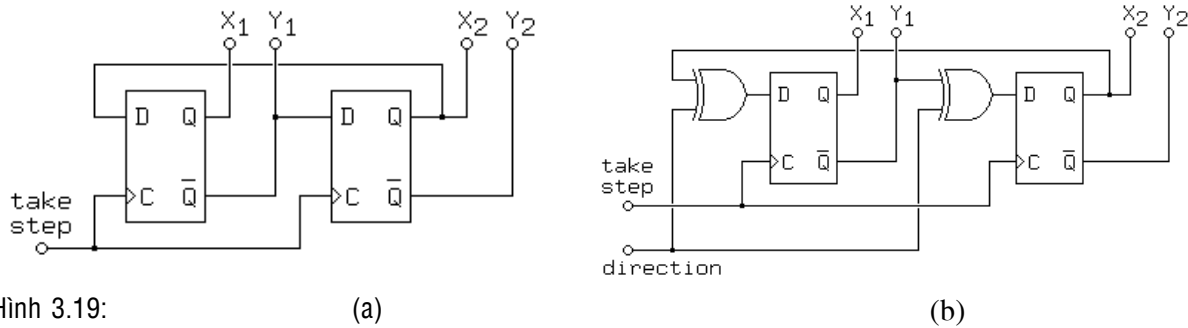 X1 Y1 X2 Y2
D Q D Q
C Q̅ C Q̅
take
step
X1 Y1 X2 Y2
D Q D Q
C Q̅ C Q̅
take
step
direction
Hình 3.19: (a) (b)